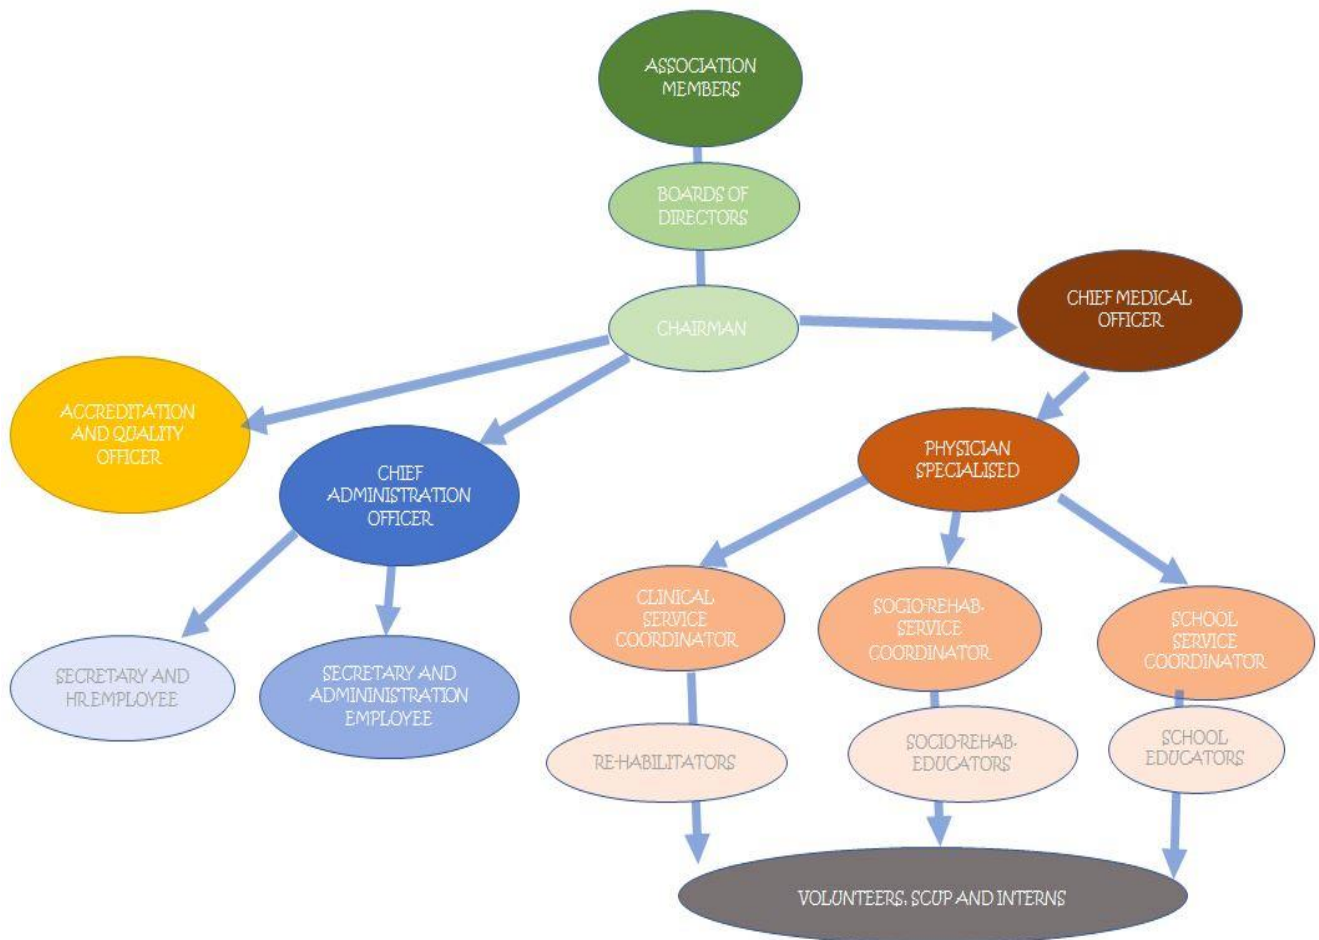 ASSOCIATION
MEMBERS
BOARDS OF
DIRECTORS
CHAIRMAN
CHIEF MEDICAL
OFFICER
ACCREDITATION
AND QUALITY
OFFICER
CHIEF
ADMINISTRATION
OFFICER
PHYSICIAN
SPECIALISED
SECRETARY AND
HR EMPLOYEE
SECRETARY AND
ADMININISTRATION
EMPLOYEE
CLINICAL
SERVICE
COORDINATOR
SOCIO-REHAB.
SERVICE
COORDINATOR
SCHOOL
SERVICE
COORDINATOR
RE-HABILITATORS
SOCIO-REHAB.
EDUCATORS
SCHOOL
EDUCATORS
VOLUNTEERS, SCUP AND INTERNS